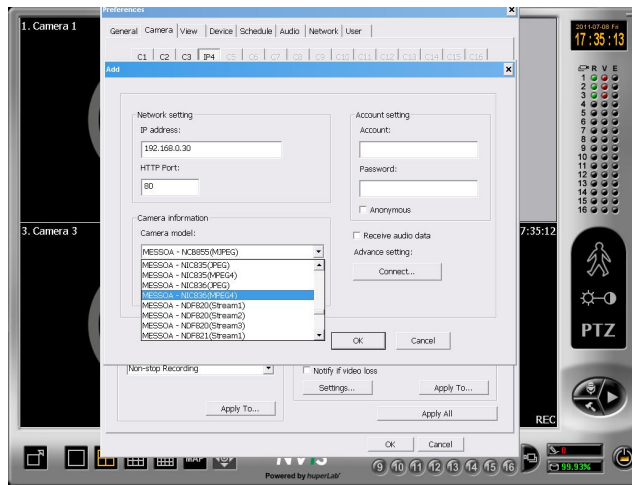 Preferences
1. Camera 1
General Camera View Device Schedule Audio Network User
2011-07-08 Fri
17:35:13
C1 C2 C3 IP4 C5 C6 C7 C8 C9 C10 C11 C12 C13 C14 C15 C16
Add
R V E
1
2
3
4
5
6
7
8
9
10
11
12
13
14
15
16
Network setting
IP address:
192.168.0.30
HTTP Port:
80
Account setting
Account:
Password:
Anonymous
Camera information
Camera model:
MESSOA - NCB855(MJPEG)
MESSOA - NIC835(JPEG)
MESSOA - NIC835(MPEG4)
MESSOA - NIC836(JPEG)
MESSOA - NIC836(MPEG4)
MESSOA - NDF820(Stream1)
MESSOA - NDF820(Stream2)
MESSOA - NDF820(Stream3)
MESSOA - NDF821(Stream1)
Receive audio data
Advance setting:
Connect...
OK Cancel
3. Camera 3
7:35:12
PTZ
Non-stop Recording
Notify if video loss
Settings... Apply To...
Apply To...
Apply All
REC
OK Cancel
MAP
Powered by huperLab
9 10 11 12 13 14 15 16
0
99.93%